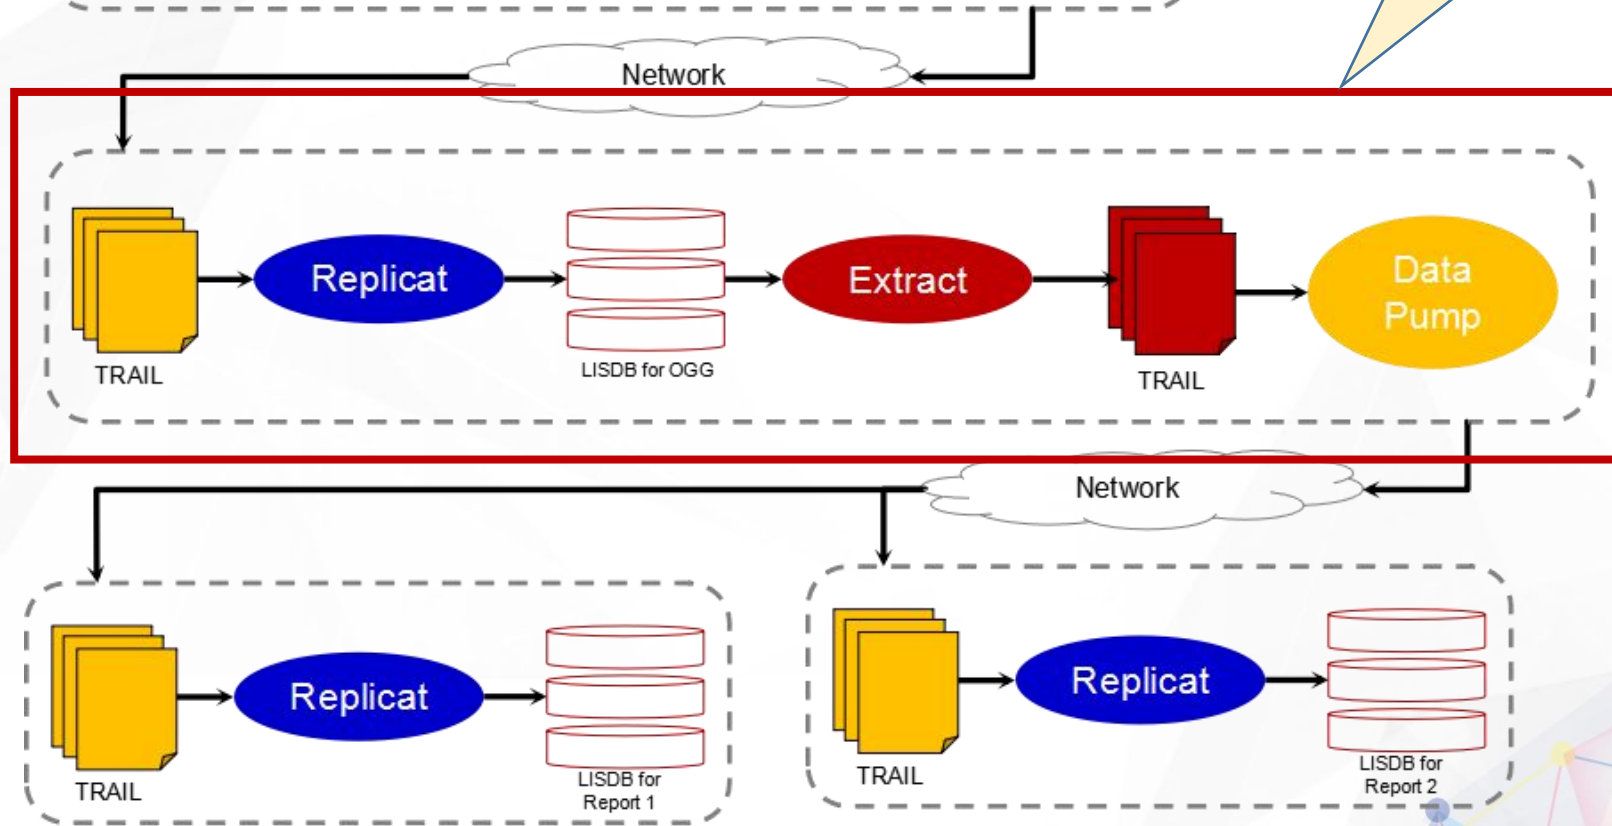 Network
Replicat
Extract
Data
Pump
TRAIL
LISDB for OGG
TRAIL
Network
Replicat
TRAIL
LISDB for
Report 1
Replicat
TRAIL
LISDB for
Report 2